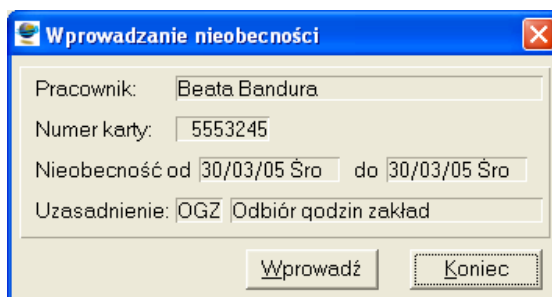 Wprowadzanie nieobecności
Pracownik: Beata Bandura
Numer karty: 5553245
Nieobecność od 30/03/05 Śro do 30/03/05 Śro
Uzasadnienie: OGZ Odbiór godzin zakład
Wprowadź Koniec